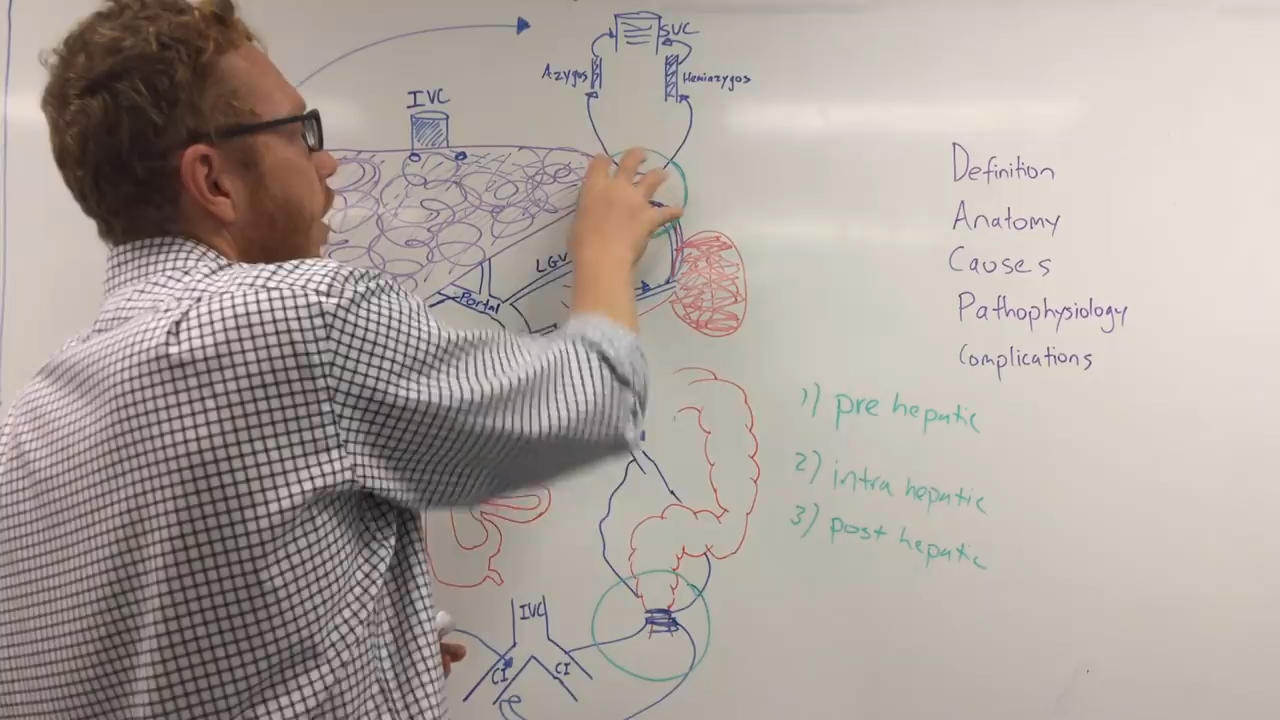 SVC
Azygos
Hemiazygos
IVC
LGV
Portal
Definition
Anatomy
Causes
Pathophysiology
Complications
1) pre hepatic
2) intra hepatic
3) post hepatic
IVC
CI
CI